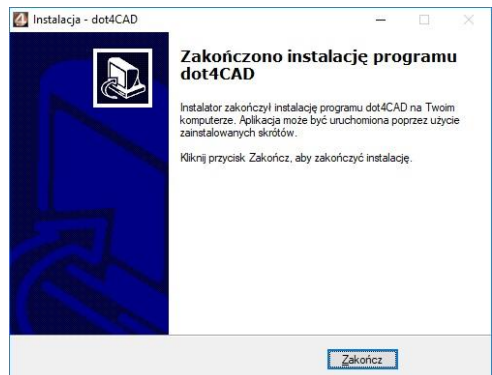 Instalacja - dot4CAD
Zakończono instalację programu
dot4CAD
Instalator zakończył instalację programu dot4CAD na Twoim
komputerze. Aplikacja może być uruchomiona poprzez użycie
zainstalowanych skrótów.
Kliknij przycisk Zakończ, aby zakończyć instalację.
Zakończ